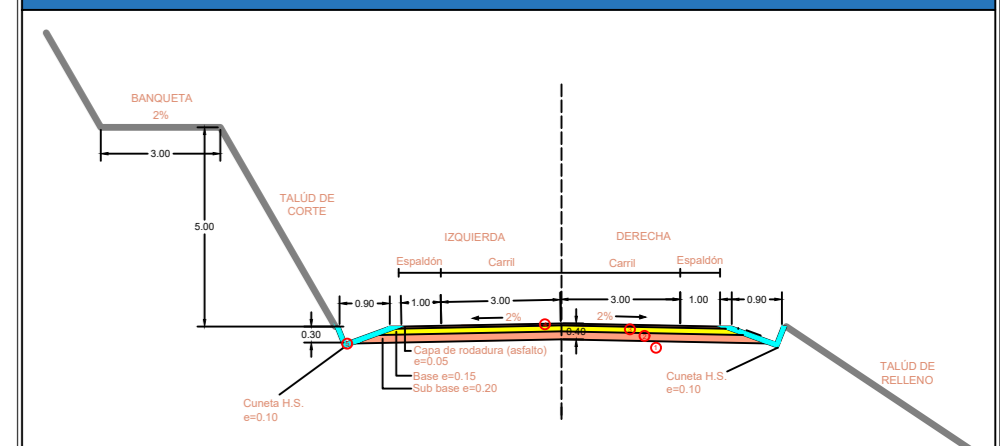 BANQUETA
2%
3.00
TALÚD DE
CORTE
5.00
IZQUIERDA
DERECHA
Espaldón
Carril
Carril
Espaldón
0.90
1.00
3.00
3.00
1.00
0.90
2%
2%
0.30
0.40
1
Capa de rodadura (asfalto)
e=0.05
Base e=0.15
Sub base e=0.20
Cuneta H.S.
e=0.10
Cuneta H.S.
e=0.10
TALÚD DE
RELLENO